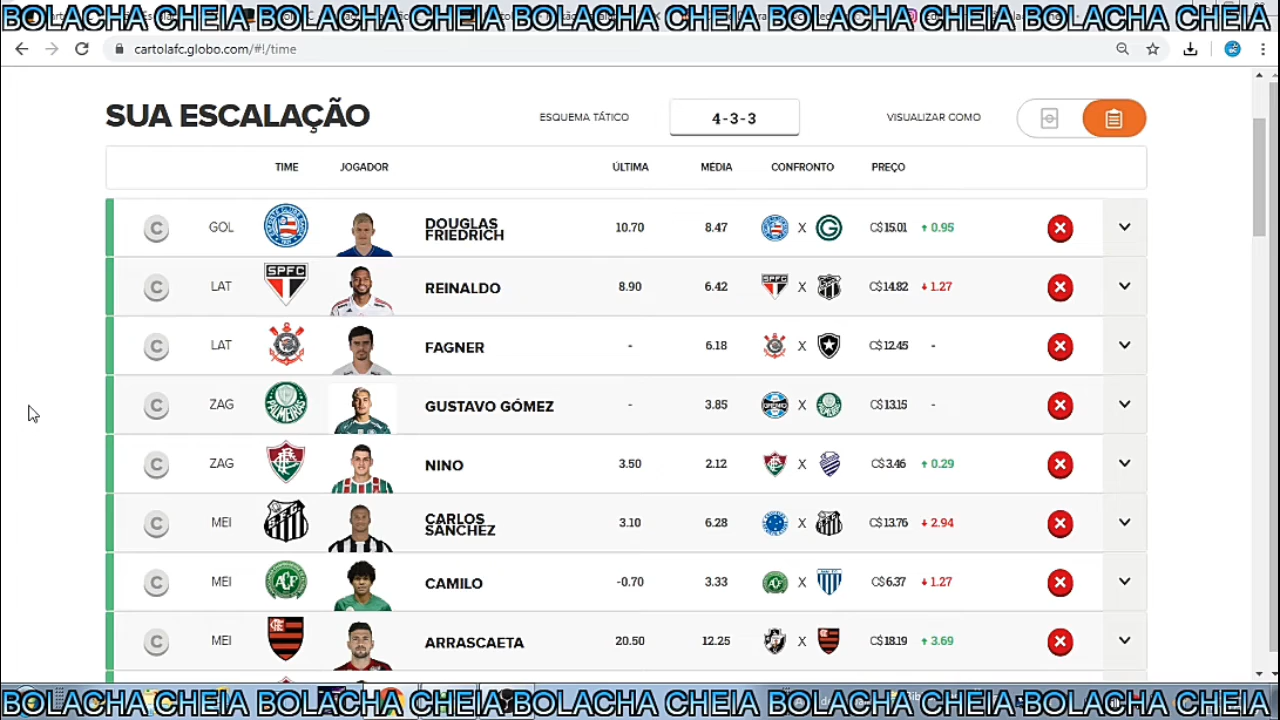 BOLACHA CHEIA BOLACHA CHEIA BOLACHA CHEIA BOLACHA CHEIA BOLACHA CHEIA
cartolafc.globo.com/#!/time
SUA ESCALAÇÃO
ESQUEMA TÁTICO
4-3-3
VISUALIZAR COMO
TIME JOGADOR ÚLTIMA MÉDIA CONFRONTO PREÇO
C GOL DOUGLAS FRIEDRICH 10.70 8.47 X C$ 15.01 0.95
C LAT SPFC REINALDO 8.90 6.42 X C$ 14.82 1.27
C LAT FAGNER - 6.18 X C$ 12.45 -
C ZAG GUSTAVO GÓMEZ - 3.85 X C$ 13.15 -
C ZAG NINO 3.50 2.12 X C$ 3.46 0.29
C MEI CARLOS SANCHEZ 3.10 6.28 X C$ 13.76 2.94
C MEI CAMILO -0.70 3.33 X C$ 6.37 1.27
C MEI ARRASCAETA 20.50 12.25 X C$ 18.19 3.69
BOLACHA CHEIA BOLACHA CHEIA BOLACHA CHEIA BOLACHA CHEIA BOLACHA CHEIA